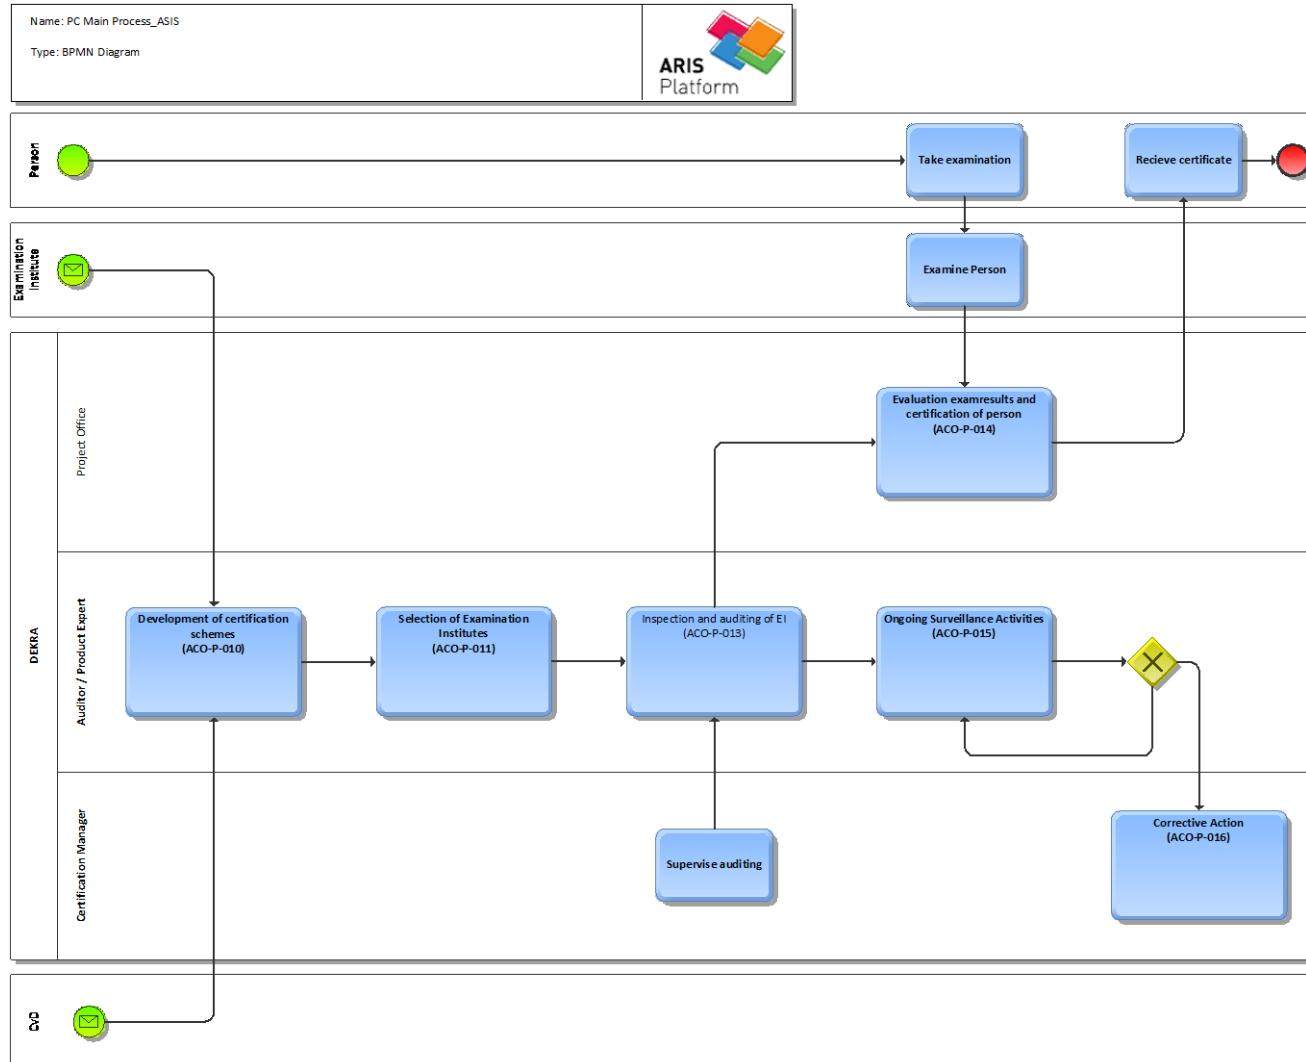 Name: PC Main Process_ASIS
Type: BPMN Diagram
ARIS
Platform
Person
Take examination
Recieve certificate
Examination
Institute
Examine Person
DEKRA
Project Office
Evaluation examresults and
certification of person
(ACO-P-014)
Auditor / Product Expert
Development of certification
schemes
(ACO-P-010)
Selection of Examination
Institutes
(ACO-P-011)
Inspection and auditing of EI
(ACO-P-013)
Ongoing Surveillance Activities
(ACO-P-015)
Certification Manager
Supervise auditing
Corrective Action
(ACO-P-016)
CvD